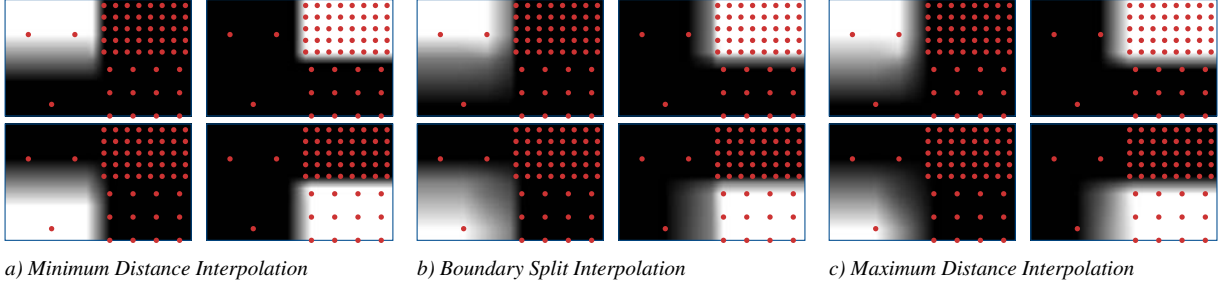 a) Minimum Distance Interpolation
b) Boundary Split Interpolation
c) Maximum Distance Interpolation